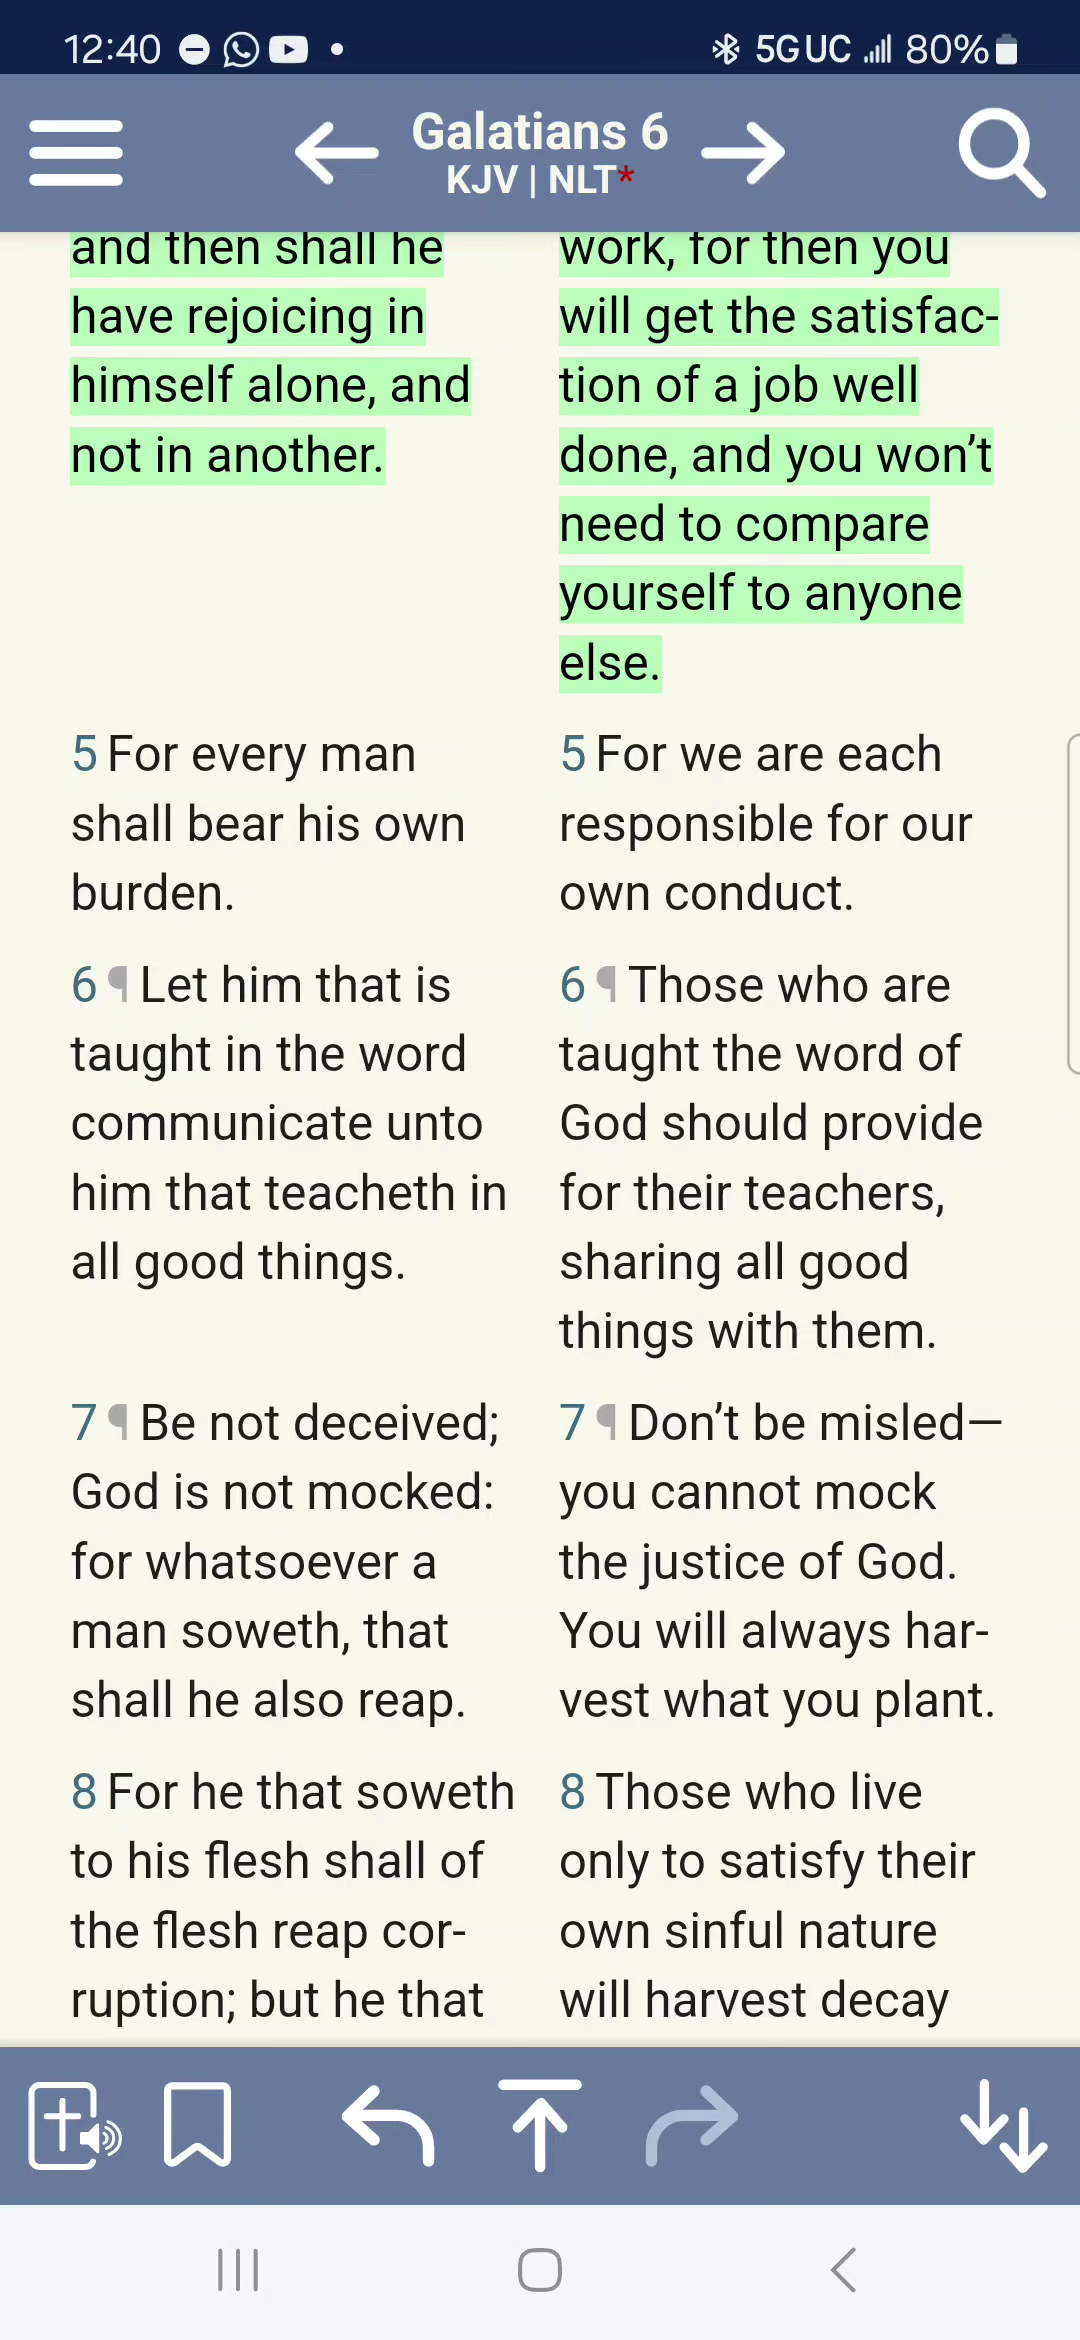 12:40
5G UC 80%
Galatians 6
KJV | NLT*
and then shall he
have rejoicing in
himself alone, and
not in another.
5 For every man
shall bear his own
burden.
6 ¶ Let him that is
taught in the word
communicate unto
him that teacheth in
all good things.
7 ¶ Be not deceived;
God is not mocked:
for whatsoever a
man soweth, that
shall he also reap.
8 For he that soweth
to his flesh shall of
the flesh reap cor-
ruption; but he that
work, for then you
will get the satisfac-
tion of a job well
done, and you won’t
need to compare
yourself to anyone
else.
5 For we are each
responsible for our
own conduct.
6 ¶ Those who are
taught the word of
God should provide
for their teachers,
sharing all good
things with them.
7 ¶ Don’t be misled—
you cannot mock
the justice of God.
You will always har-
vest what you plant.
8 Those who live
only to satisfy their
own sinful nature
will harvest decay